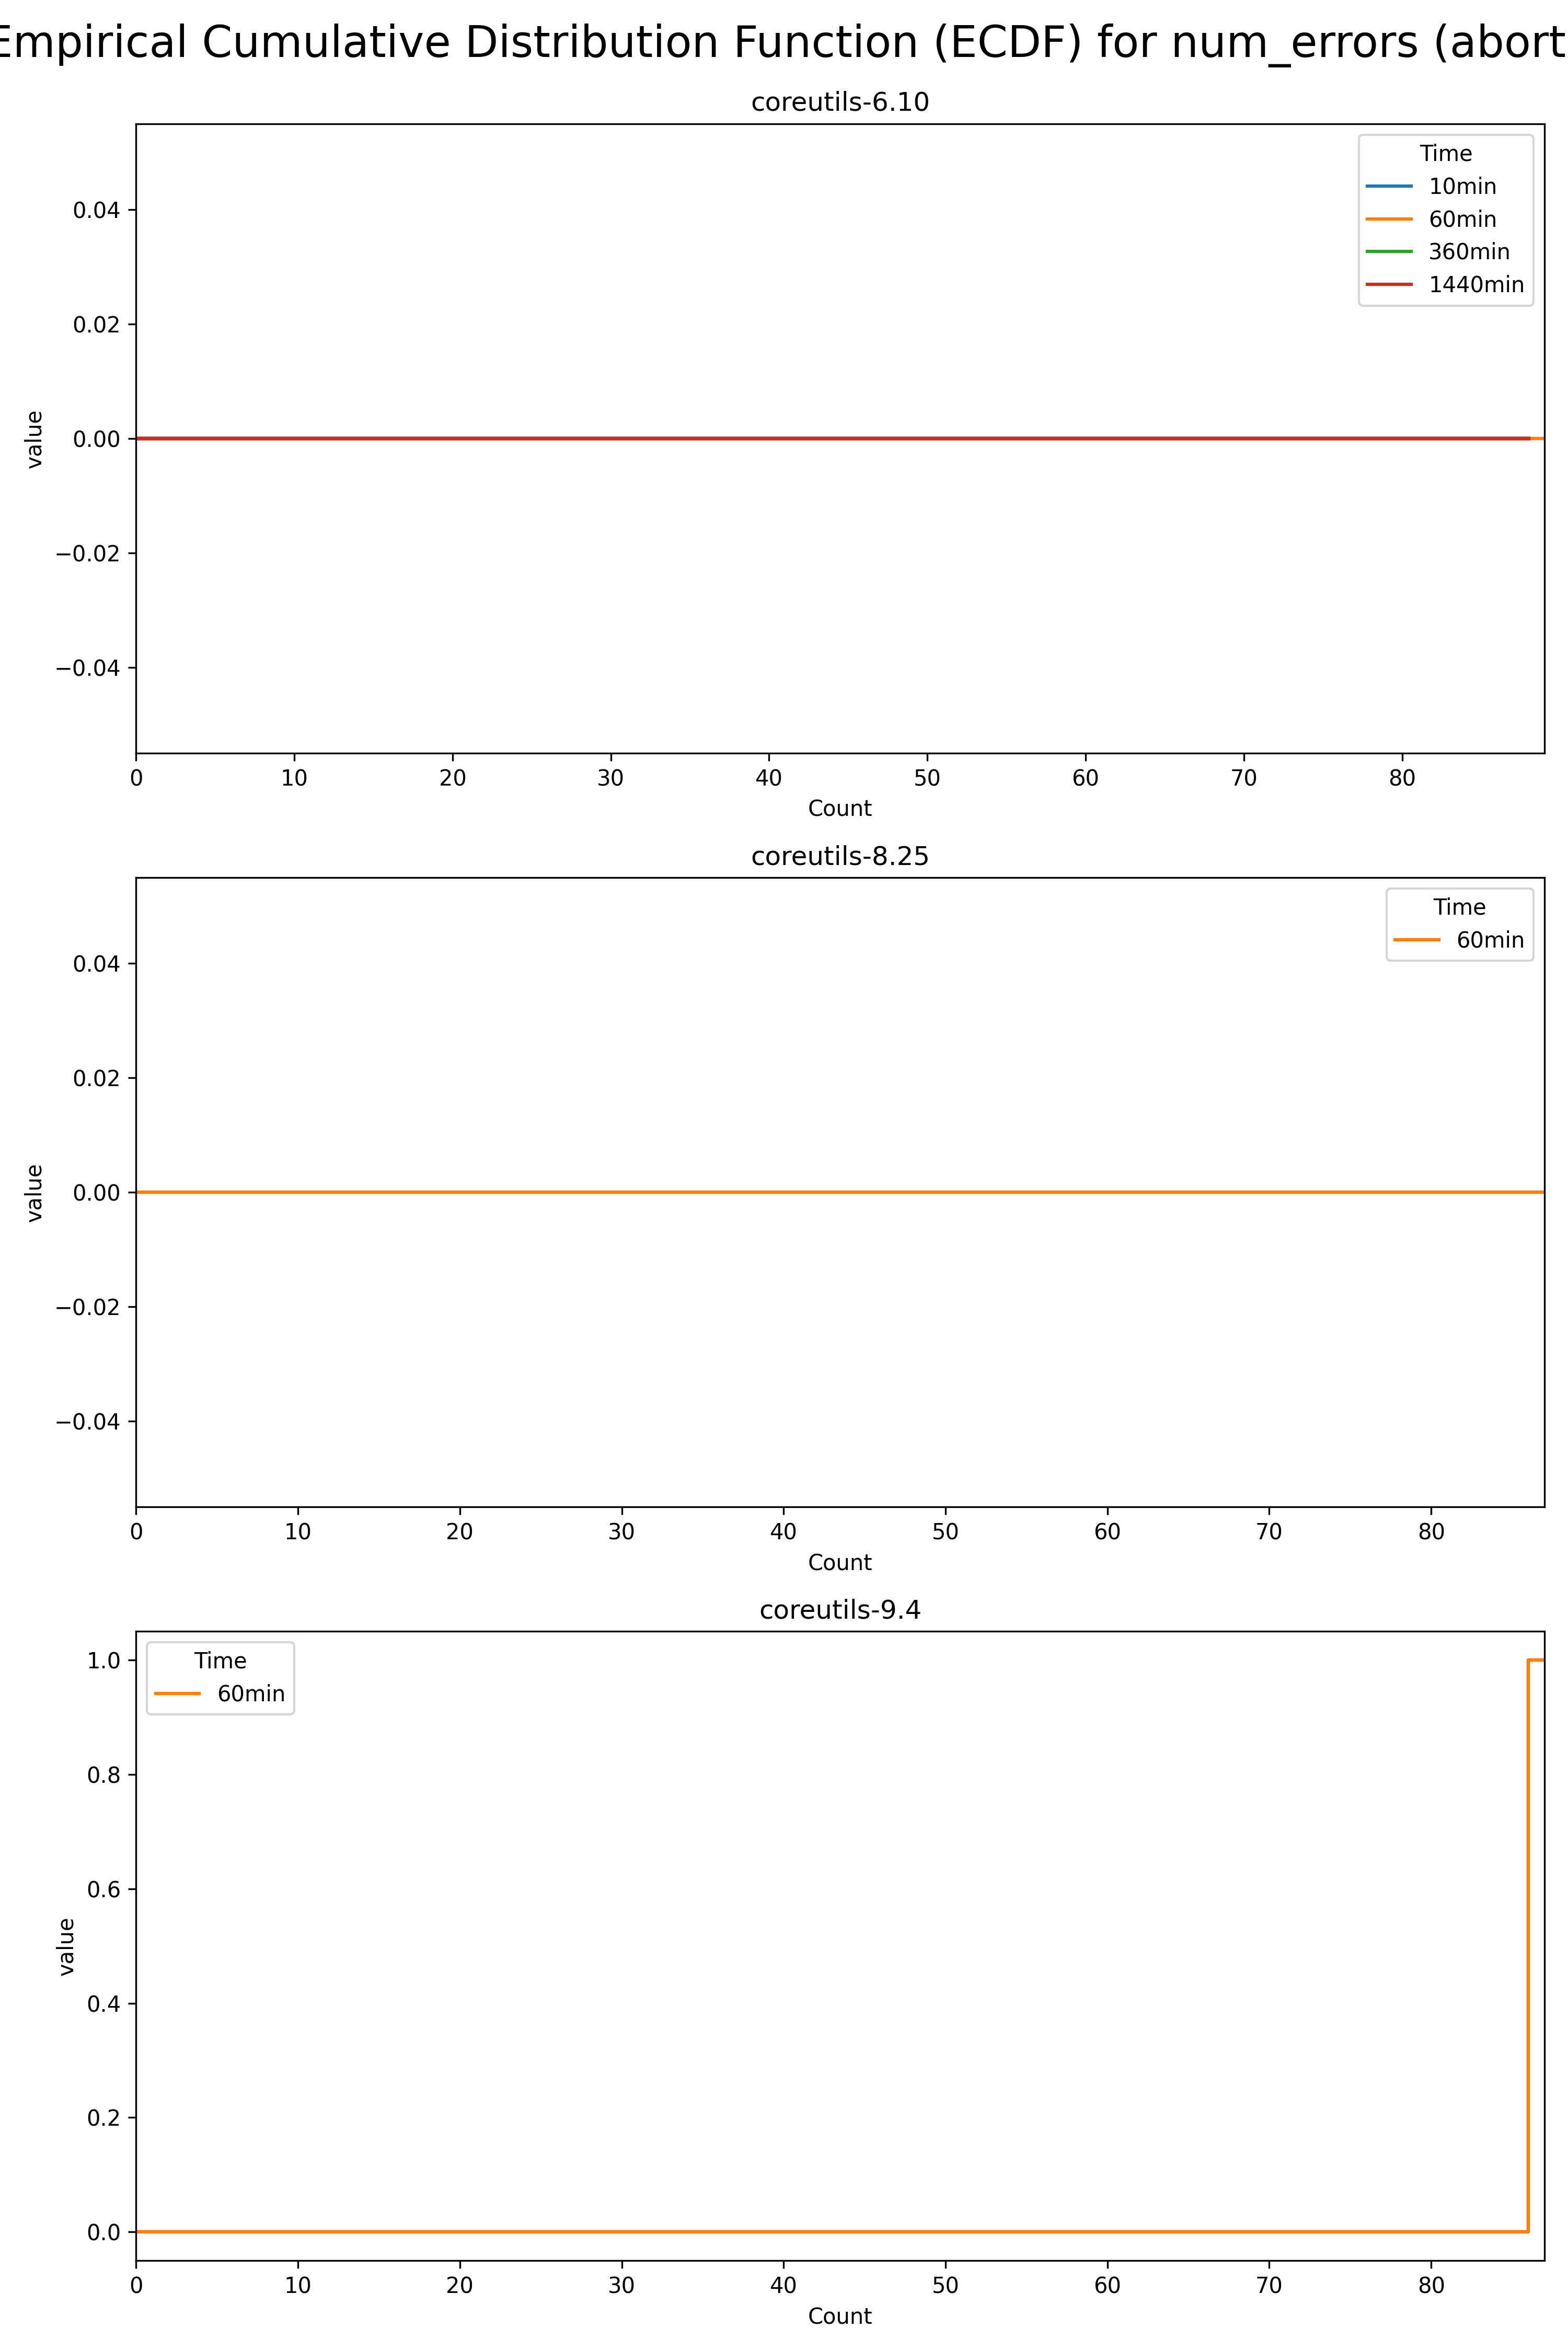 Empirical Cumulative Distribution Function (ECDF) for num_errors (abort
coreutils-6.10
Time
10min
60min
360min
1440min
0.04
0.02
0.00
−0.02
−0.04
value
0 10 20 30 40 50 60 70 80
Count
coreutils-8.25
Time
60min
0.04
0.02
0.00
−0.02
−0.04
value
0 10 20 30 40 50 60 70 80
Count
coreutils-9.4
Time
60min
1.0
0.8
0.6
0.4
0.2
0.0
value
0 10 20 30 40 50 60 70 80
Count